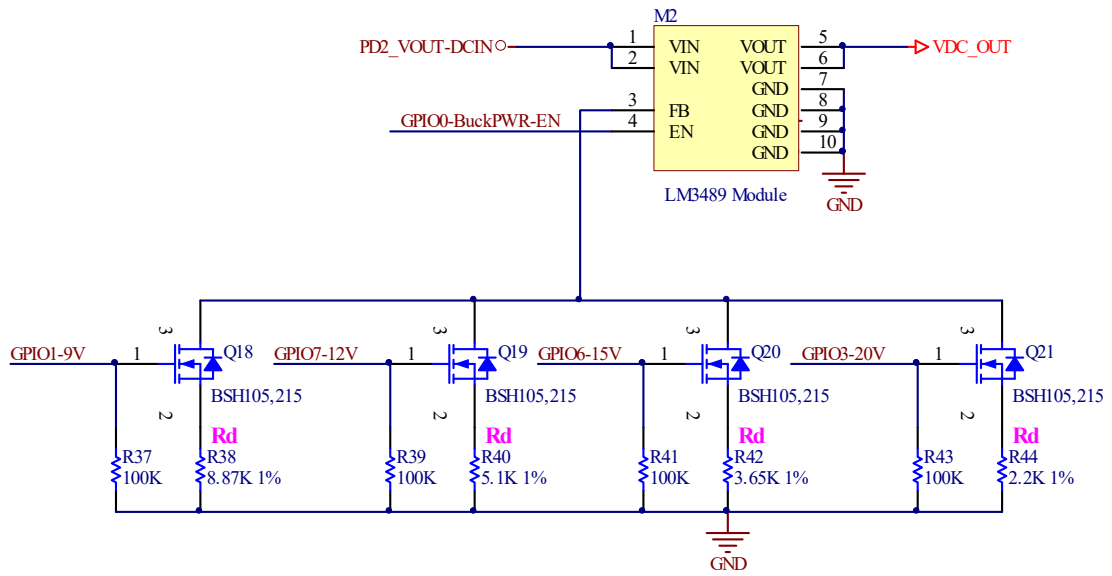 M2
PD2_VOUT-DCIN
1 VIN VOUT 5
VDC_OUT
2 VIN VOUT 6
GND 7
3 FB GND 8
GPIO0-BuckPWR-EN
4 EN GND 9
GND 10
LM3489 Module
GND
GPIO1-9V 1 3 Q18
GPIO7-12V 1 3 Q19
GPIO6-15V 1 3 Q20
GPIO3-20V 1 3 Q21
BSH105,215
BSH105,215
BSH105,215
BSH105,215
2 Rd
2 Rd
2 Rd
2 Rd
R37
100K
R38
8.87K 1%
R39
100K
R40
5.1K 1%
R41
100K
R42
3.65K 1%
R43
100K
R44
2.2K 1%
GND